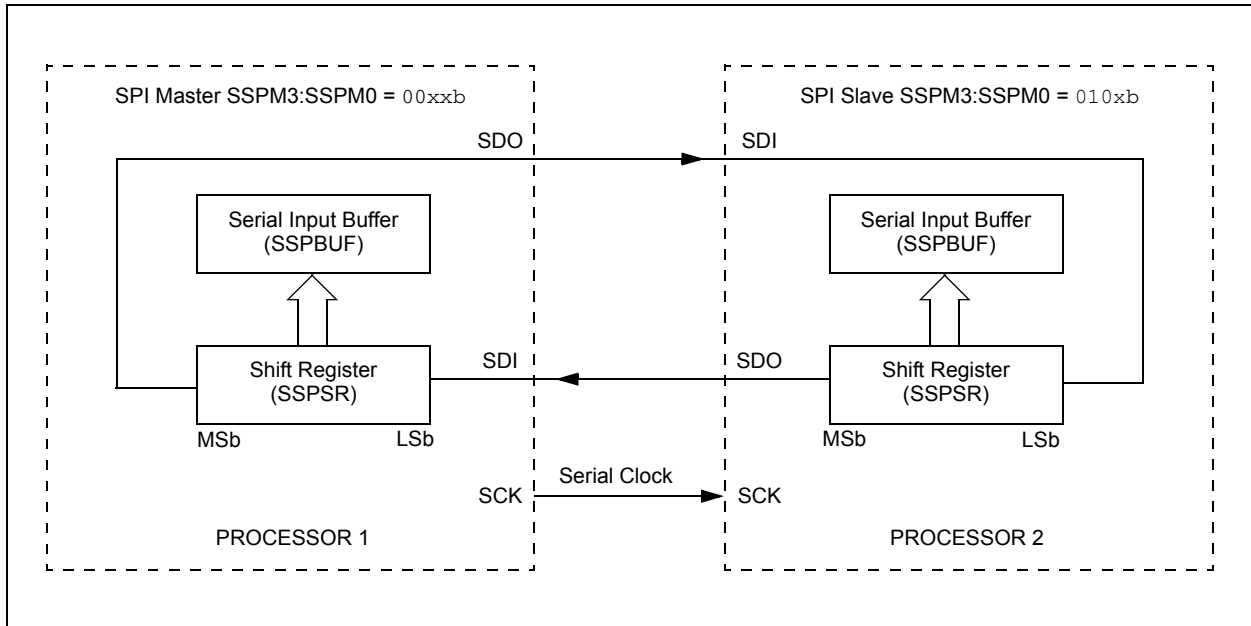 SPI Master SSPM3:SSPM0 = 00xxb
SPI Slave SSPM3:SSPM0 = 010xb
SDO
SDI
Serial Input Buffer
(SSPBUF)
Serial Input Buffer
(SSPBUF)
Shift Register
(SSPSR)
SDI
SDO
Shift Register
(SSPSR)
MSb
LSb
MSb
LSb
Serial Clock
SCK
SCK
PROCESSOR 1
PROCESSOR 2